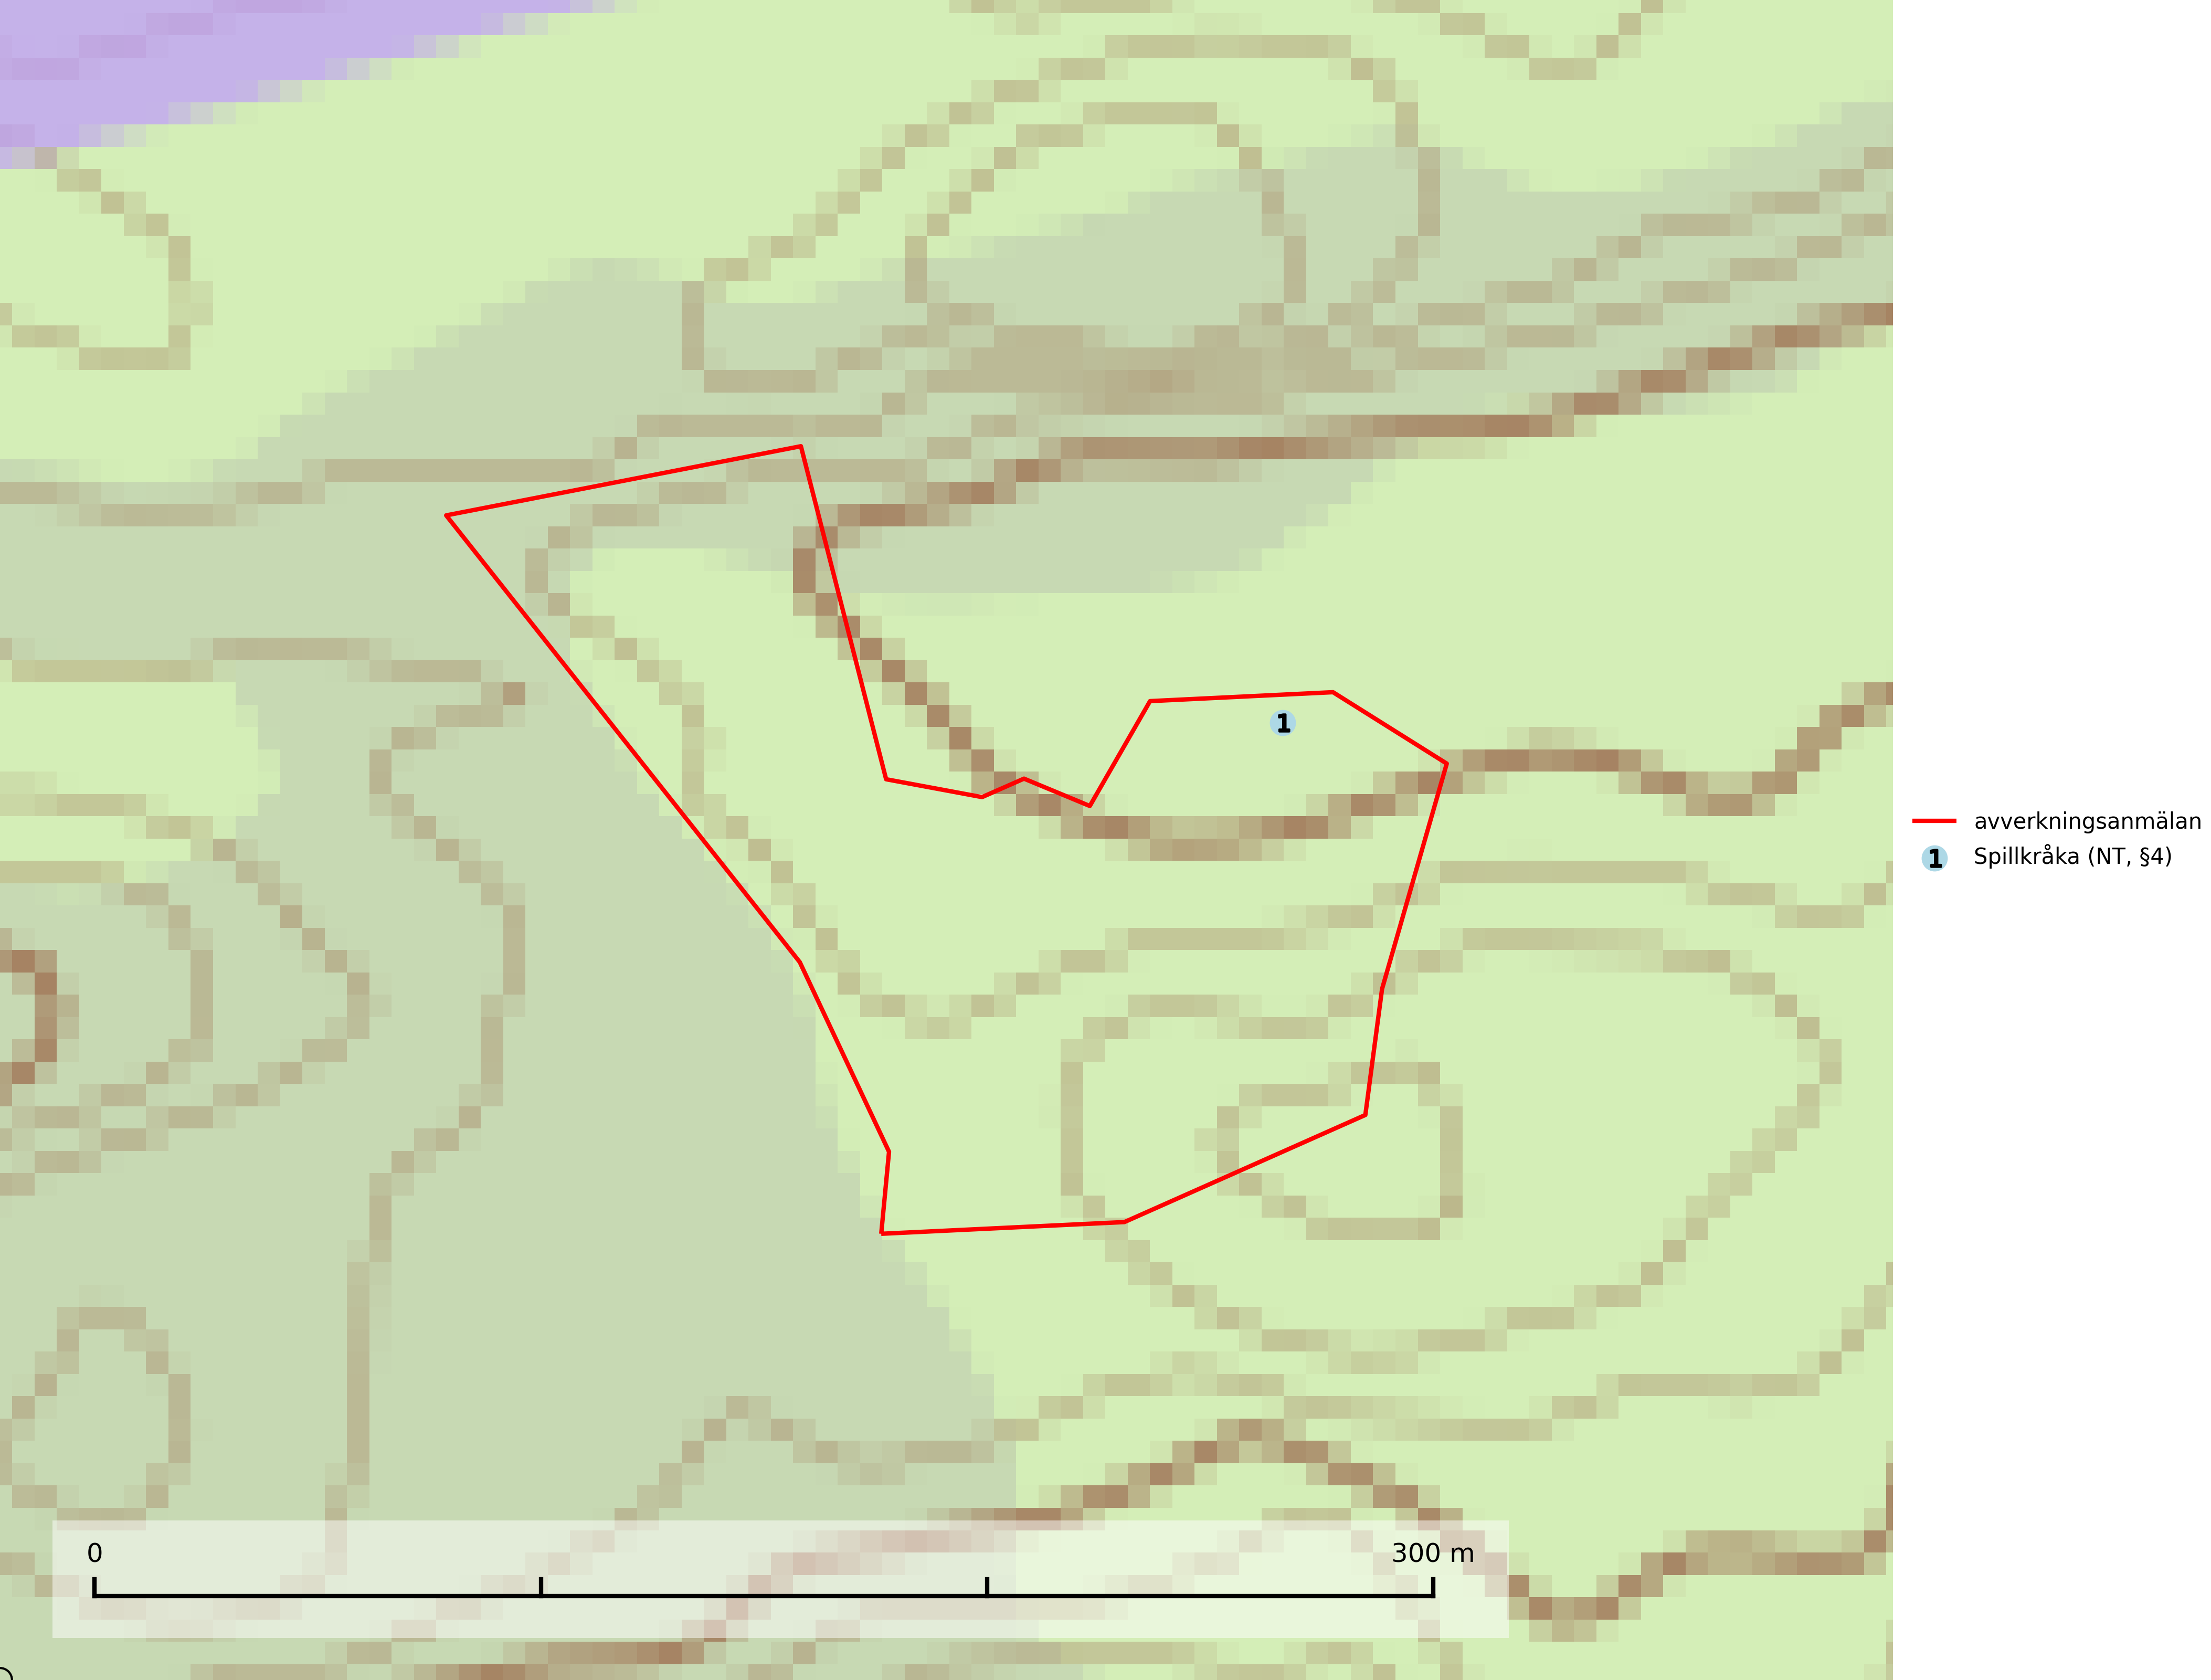 1
avverkningsanmälan
1 Spillkråka (NT, §4)
0 300 m